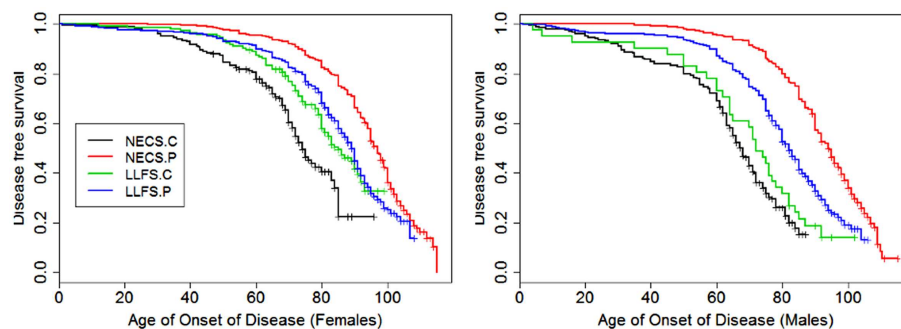 Disease free survival
0.0 0.2 0.4 0.6 0.8 1.0
NECS.C
NECS.P
LLFS.C
LLFS.P
0 20 40 60 80 100
Age of Onset of Disease (Females)
Disease free survival
0.0 0.2 0.4 0.6 0.8 1.0
0 20 40 60 80 100
Age of Onset of Disease (Males)